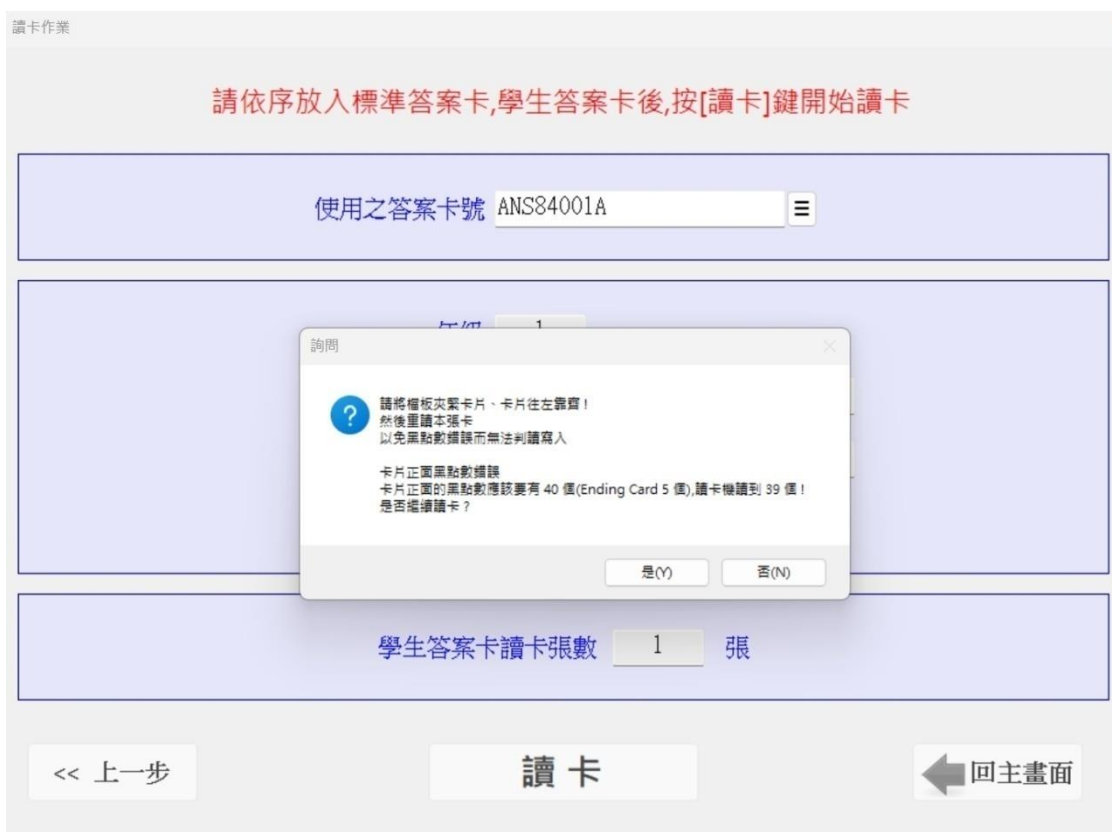 讀卡作業
請依序放入標準答案卡,學生答案卡後,按[讀卡]鍵開始讀卡
使用之答案卡號 ANS84001A
年級 1
詢問
請將檔板夾緊卡片、卡片往左靠齊!
然後重讀本張卡
以免黑點數錯誤而無法判讀寫入
卡片正面黑點數錯誤
卡片正面的黑點數應該要有 40 個(Ending Card 5 個),讀卡機讀到 39 個!
是否繼續讀卡?
是(Y)
否(N)
學生答案卡讀卡張數 1 張
<< 上一步
讀卡
回主畫面